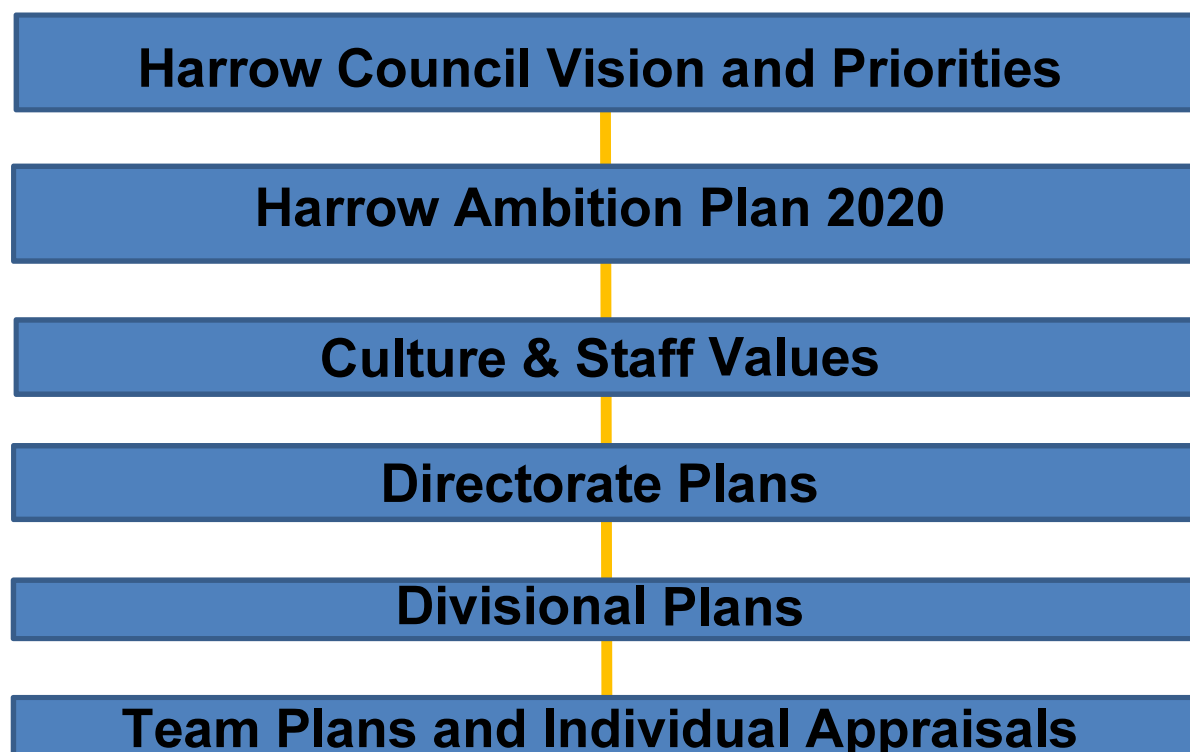 Harrow Council Vision and Priorities
Harrow Ambition Plan 2020
Culture & Staff Values
Directorate Plans
Divisional Plans
Team Plans and Individual Appraisals